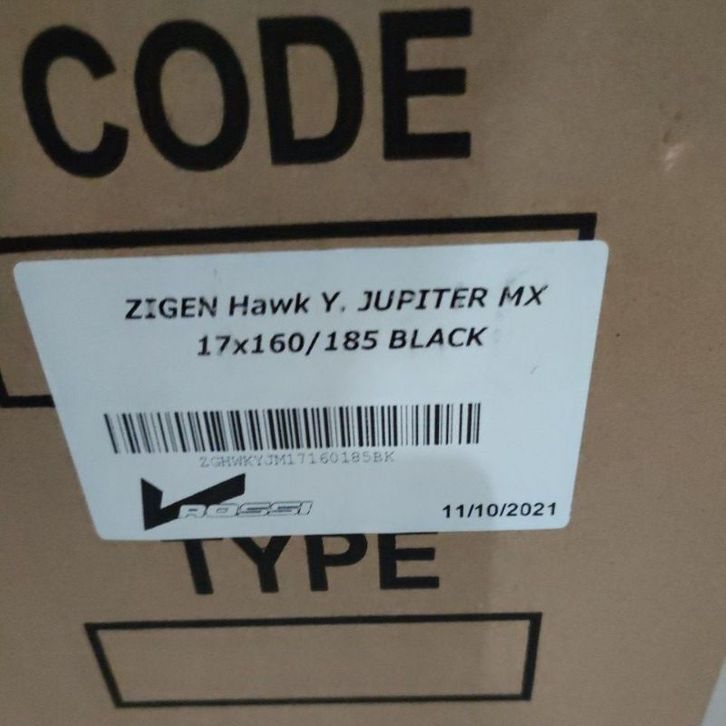 CODE
ZIGEN Hawk Y. JUPITER MX
17x160/185 BLACK
ZGHWKYJM17160185BK
V ROSSI
11/10/2021
TYPE